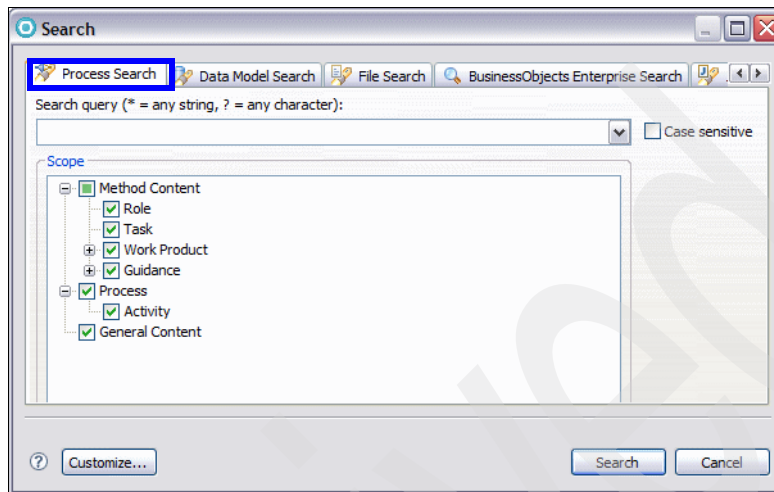 Search
Process Search Data Model Search File Search BusinessObjects Enterprise Search
Search query (* = any string, ? = any character):
Case sensitive
Scope
Method Content
Role
Task
Work Product
Guidance
Process
Activity
General Content
Customize... Search Cancel